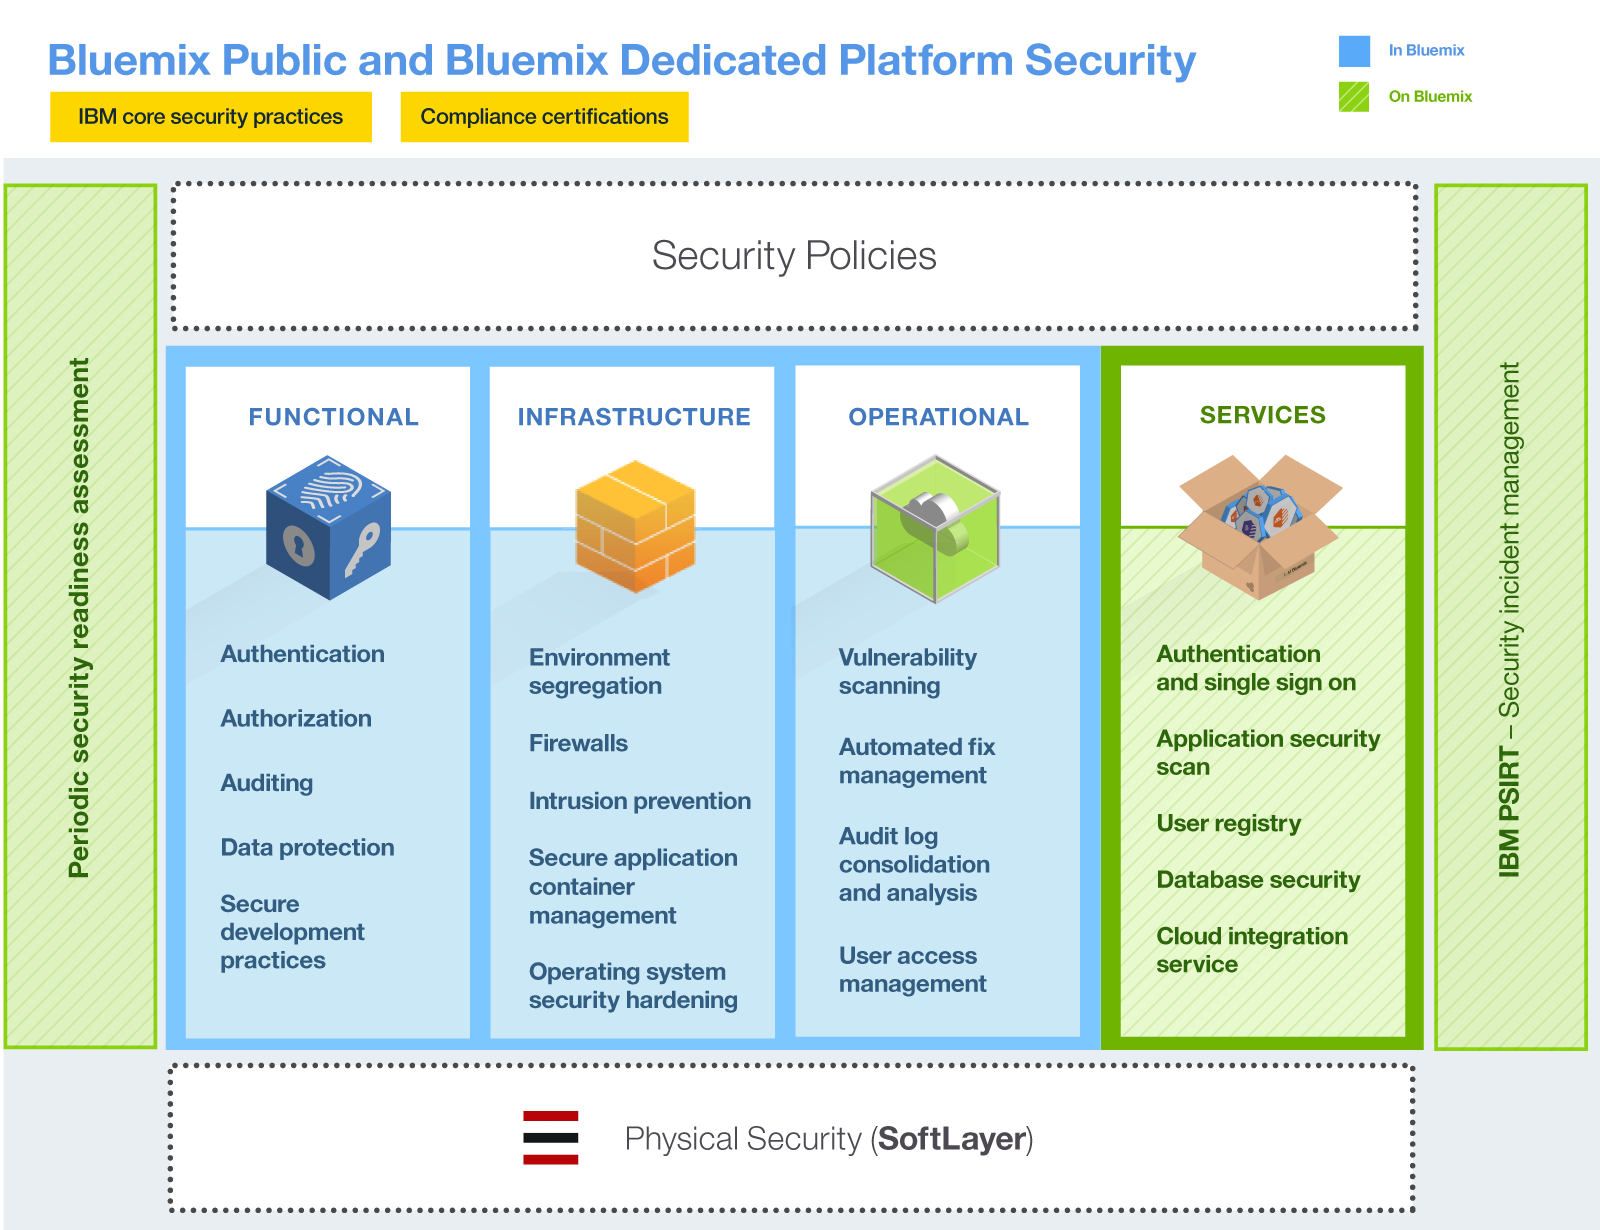 Bluemix Public and Bluemix Dedicated Platform Security
IBM core security practices
Compliance certifications
In Bluemix
On Bluemix
Periodic security readiness assessment
Security Policies
FUNCTIONAL
Authentication
Authorization
Auditing
Data protection
Secure
development
practices
INFRASTRUCTURE
Environment
segregation
Firewalls
Intrusion prevention
Secure application
container
management
Operating system
security hardening
OPERATIONAL
Vulnerability
scanning
Automated fix
management
Audit log
consolidation
and analysis
User access
management
SERVICES
Authentication
and single sign on
Application security
scan
User registry
Database security
Cloud integration
service
IBM PSIRT – Security incident management
Physical Security (SoftLayer)